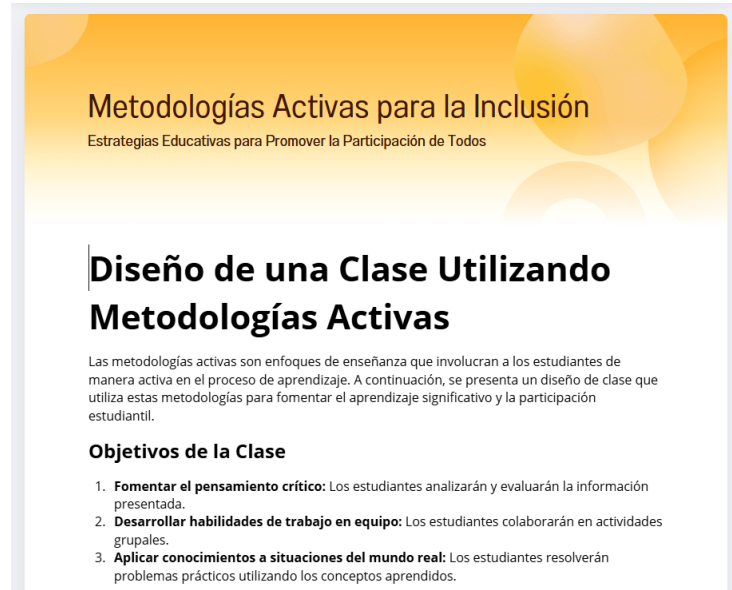 Metodologías Activas para la Inclusión
Estrategias Educativas para Promover la Participación de Todos
Diseño de una Clase Utilizando
Metodologías Activas
Las metodologías activas son enfoques de enseñanza que involucran a los estudiantes de
manera activa en el proceso de aprendizaje. A continuación, se presenta un diseño de clase que
utiliza estas metodologías para fomentar el aprendizaje significativo y la participación
estudiantil.
Objetivos de la Clase
1. Fomentar el pensamiento crítico: Los estudiantes analizarán y evaluarán la información
presentada.
2. Desarrollar habilidades de trabajo en equipo: Los estudiantes colaborarán en actividades
grupales.
3. Aplicar conocimientos a situaciones del mundo real: Los estudiantes resolverán
problemas prácticos utilizando los conceptos aprendidos.